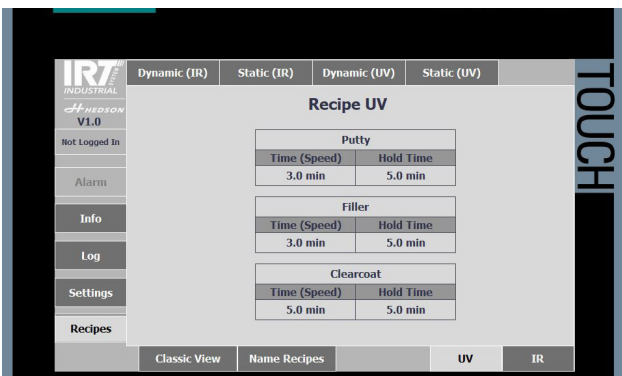 IRT SYSTEM
INDUSTRIAL
HEDSON
V1.0
Not Logged In
Alarm
Info
Log
Settings
Recipes
Dynamic (IR) Static (IR) Dynamic (UV) Static (UV)
Recipe UV
Putty
Time (Speed) Hold Time
3.0 min 5.0 min
Filler
Time (Speed) Hold Time
3.0 min 5.0 min
Clearcoat
Time (Speed) Hold Time
5.0 min 5.0 min
Classic View Name Recipes UV IR
TOUCH